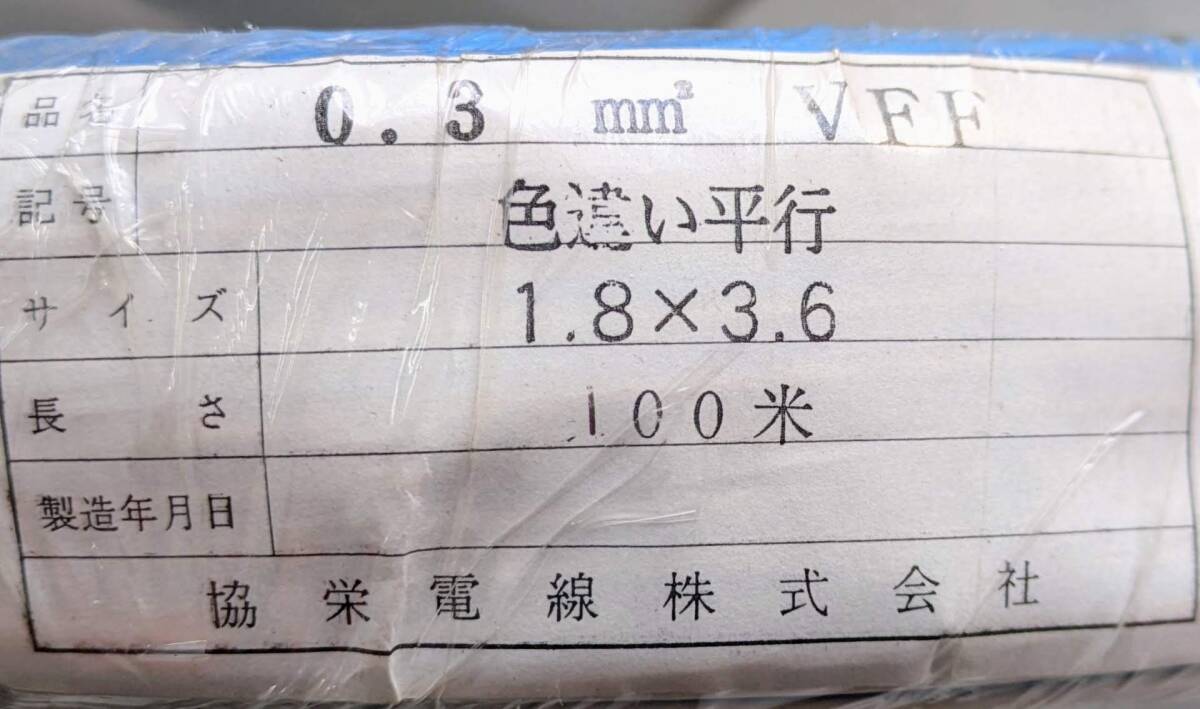 品名 0.3 mm² VFF
記号 色違い平行
サイズ 1.8×3.6
長さ 100米
製造年月日
協栄電線株式会社